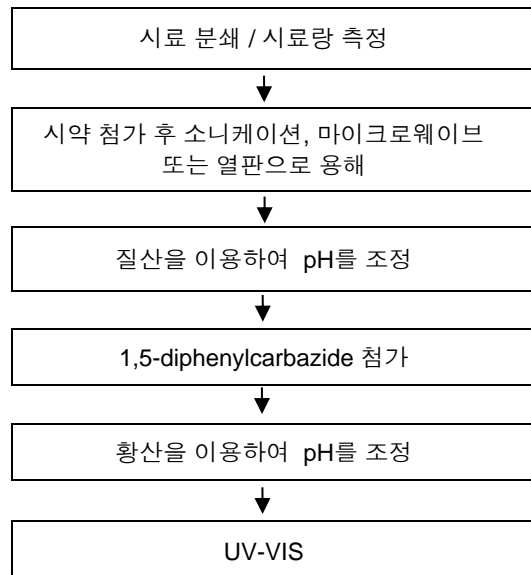 시료 분쇄 / 시료량 측정
시약 첨가 후 소니케이션, 마이크로웨이브
또는 열판으로 용해
질산을 이용하여 pH를 조정
1,5-diphenylcarbazide 첨가
황산을 이용하여 pH를 조정
UV-VIS